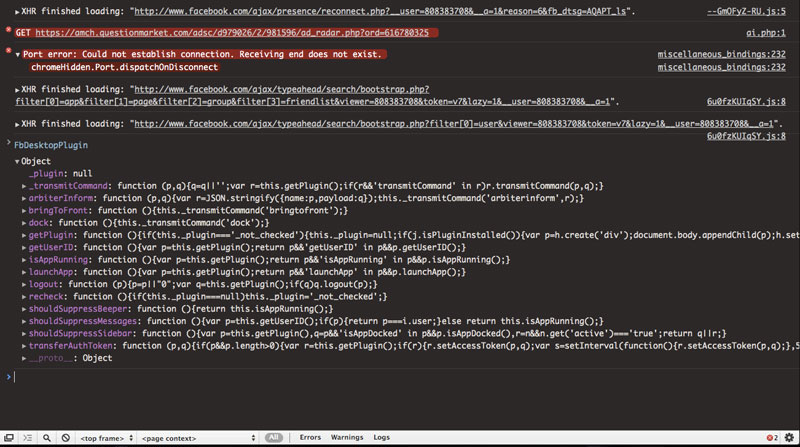 ▶XHR finished loading: "http://www.facebook.com/ajax/presence/reconnect.php?__user=808383708&__a=1&reason=6&fb_dtsg=AQAPT_ls". --GmOFyZ-RU.js:5
GET https://amch.questionmarket.com/adsc/d979026/2/981596/ad_radar.php?ord=616780325 ai.php:1
▼Port error: Could not establish connection. Receiving end does not exist. miscellaneous_bindings:232
chromeHidden.Port.dispatchOnDisconnect miscellaneous_bindings:232
▶XHR finished loading: "http://www.facebook.com/ajax/typeahead/search/bootstrap.php?
filter[0]=app&filter[1]=page&filter[2]=group&filter[3]=friendlist&viewer=808383708&token=v7&lazy=1&__user=808383708&__a=1". 6u0fzKUIqSY.js:8
▶XHR finished loading: "http://www.facebook.com/ajax/typeahead/search/bootstrap.php?filter[0]=user&viewer=808383708&token=v7&lazy=1&__user=808383708&__a=1".
6u0fzKUIqSY.js:8
> FbDesktopPlugin
▼Object
_plugin: null
▶_transmitCommand: function (p,q){q=q||'';var r=this.getPlugin();if(r&&'transmitCommand' in r)r.transmitCommand(p,q);}
▶arbiterInform: function (p,q){var r=JSON.stringify({name:p,payload:q});this._transmitCommand('arbiterinform',r);}
▶bringToFront: function (){this._transmitCommand('bringtofront');}
▶dock: function (){this._transmitCommand('dock');}
▶getPlugin: function (){if(this._plugin==='_not_checked'){this._plugin=null;if(j.isPluginInstalled()){var p=h.create('div');document.body.appendChild(p);h.set
▶getUserID: function (){var p=this.getPlugin();return p&&'getUserID' in p&&p.getUserID();}
▶isAppRunning: function (){var p=this.getPlugin();return p&&'isAppRunning' in p&&p.isAppRunning();}
▶launchApp: function (){var p=this.getPlugin();return p&&'launchApp' in p&&p.launchApp();}
▶logout: function (p){p=p||"0";var q=this.getPlugin();if(q)q.logout(p);}
▶recheck: function (){if(this._plugin===null)this._plugin='_not_checked';}
▶shouldSuppressBeeper: function (){return this.isAppRunning();}
▶shouldSuppressMessages: function (){var p=this.getUserID();if(p){return p===i.user;}else return this.isAppRunning();}
▶shouldSuppressSidebar: function (){var p=this.getPlugin(),q=p&&'isAppDocked' in p&&p.isAppDocked(),r=n&&n.get('active')==='true';return q||r;}
▶transferAuthToken: function (p,q){if(p&&p.length>0){var r=this.getPlugin();if(r){r.setAccessToken(p,q);var s=setInterval(function(){r.setAccessToken(p,q);},5
▶__proto__: Object
>
<top frame> <page context> All Errors Warnings Logs 2